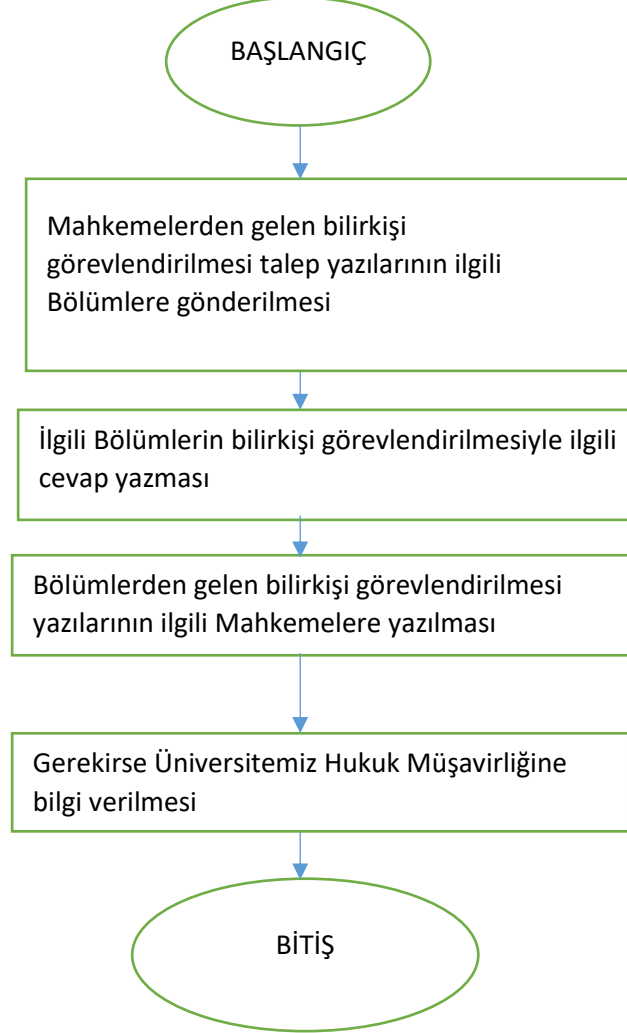 BAŞLANGIÇ
Mahkemelerden gelen bilirkişi
görevlendirilmesi talep yazılarının ilgili
Bölümlere gönderilmesi
İlgili Bölümlerin bilirkişi görevlendirilmesiyle ilgili
cevap yazması
Bölümlerden gelen bilirkişi görevlendirilmesi
yazılarının ilgili Mahkemelere yazılması
Gerekirse Üniversitemiz Hukuk Müşavirliğine
bilgi verilmesi
BİTİŞ